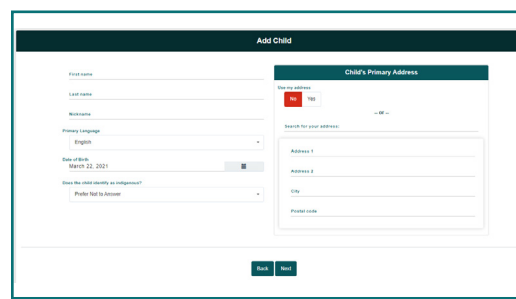 Add Child
First name
Last name
Nickname
Primary Language
English
Date of Birth
March 22, 2021
Does the child identify as indigenous?
Prefer Not to Answer
Child's Primary Address
Use my address
No Yes
-- or --
Search for your address:
Address 1
Address 2
City
Postal code
Back Next